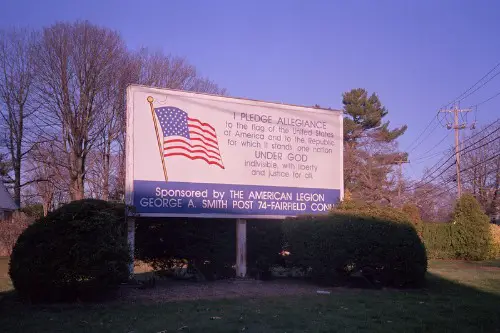 I PLEDGE ALLEGIANCE
to the flag of the United States
of America and to the Republic
for which it stands one nation
UNDER GOD
indivisible, with liberty
and justice for all.
Sponsored by THE AMERICAN LEGION
GEORGE A. SMITH POST 74-FAIRFIELD CONN